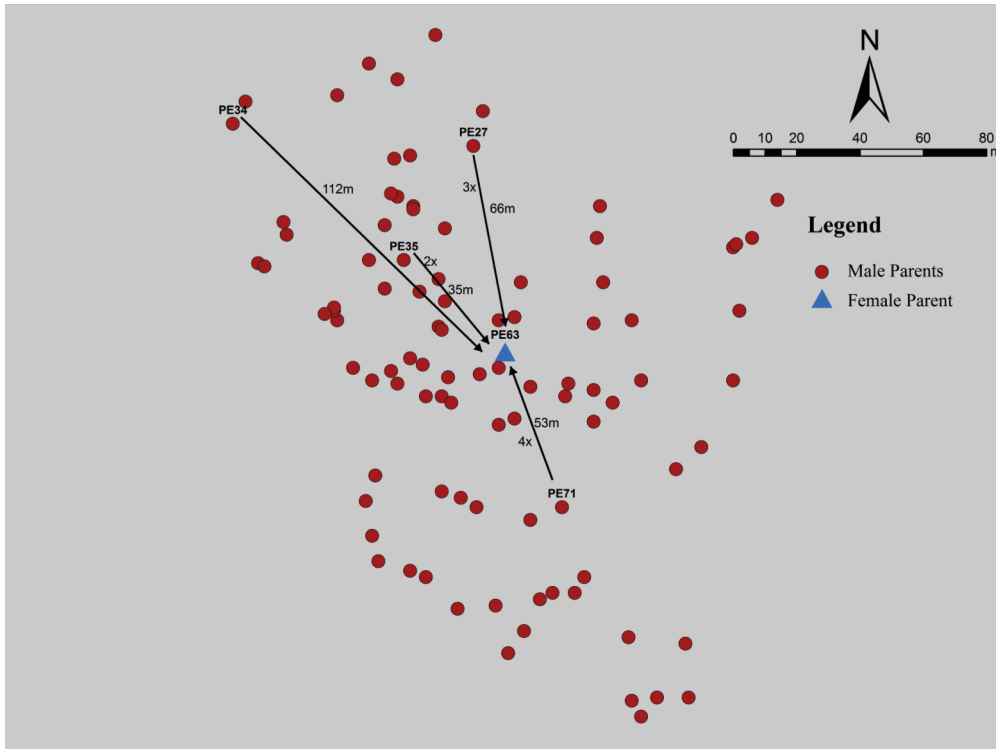 N
0 10 20 40 60 80
m
PE34
PE27
112m
3x
66m
PE35
2x
35m
PE63
53m
4x
PE71
Legend
Male Parents
Female Parent